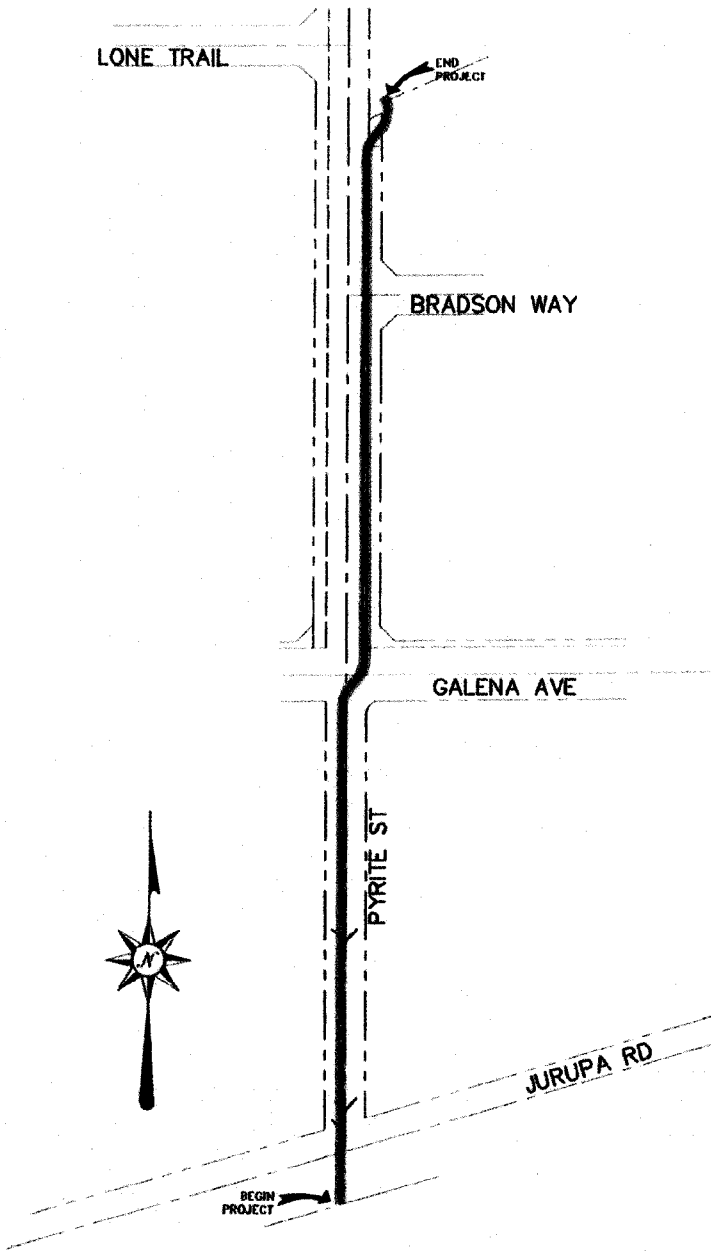 LONE TRAIL
END
PROJECT
BRADSON WAY
GALENA AVE
PYRITE ST
N
JURUPA RD
BEGIN
PROJECT